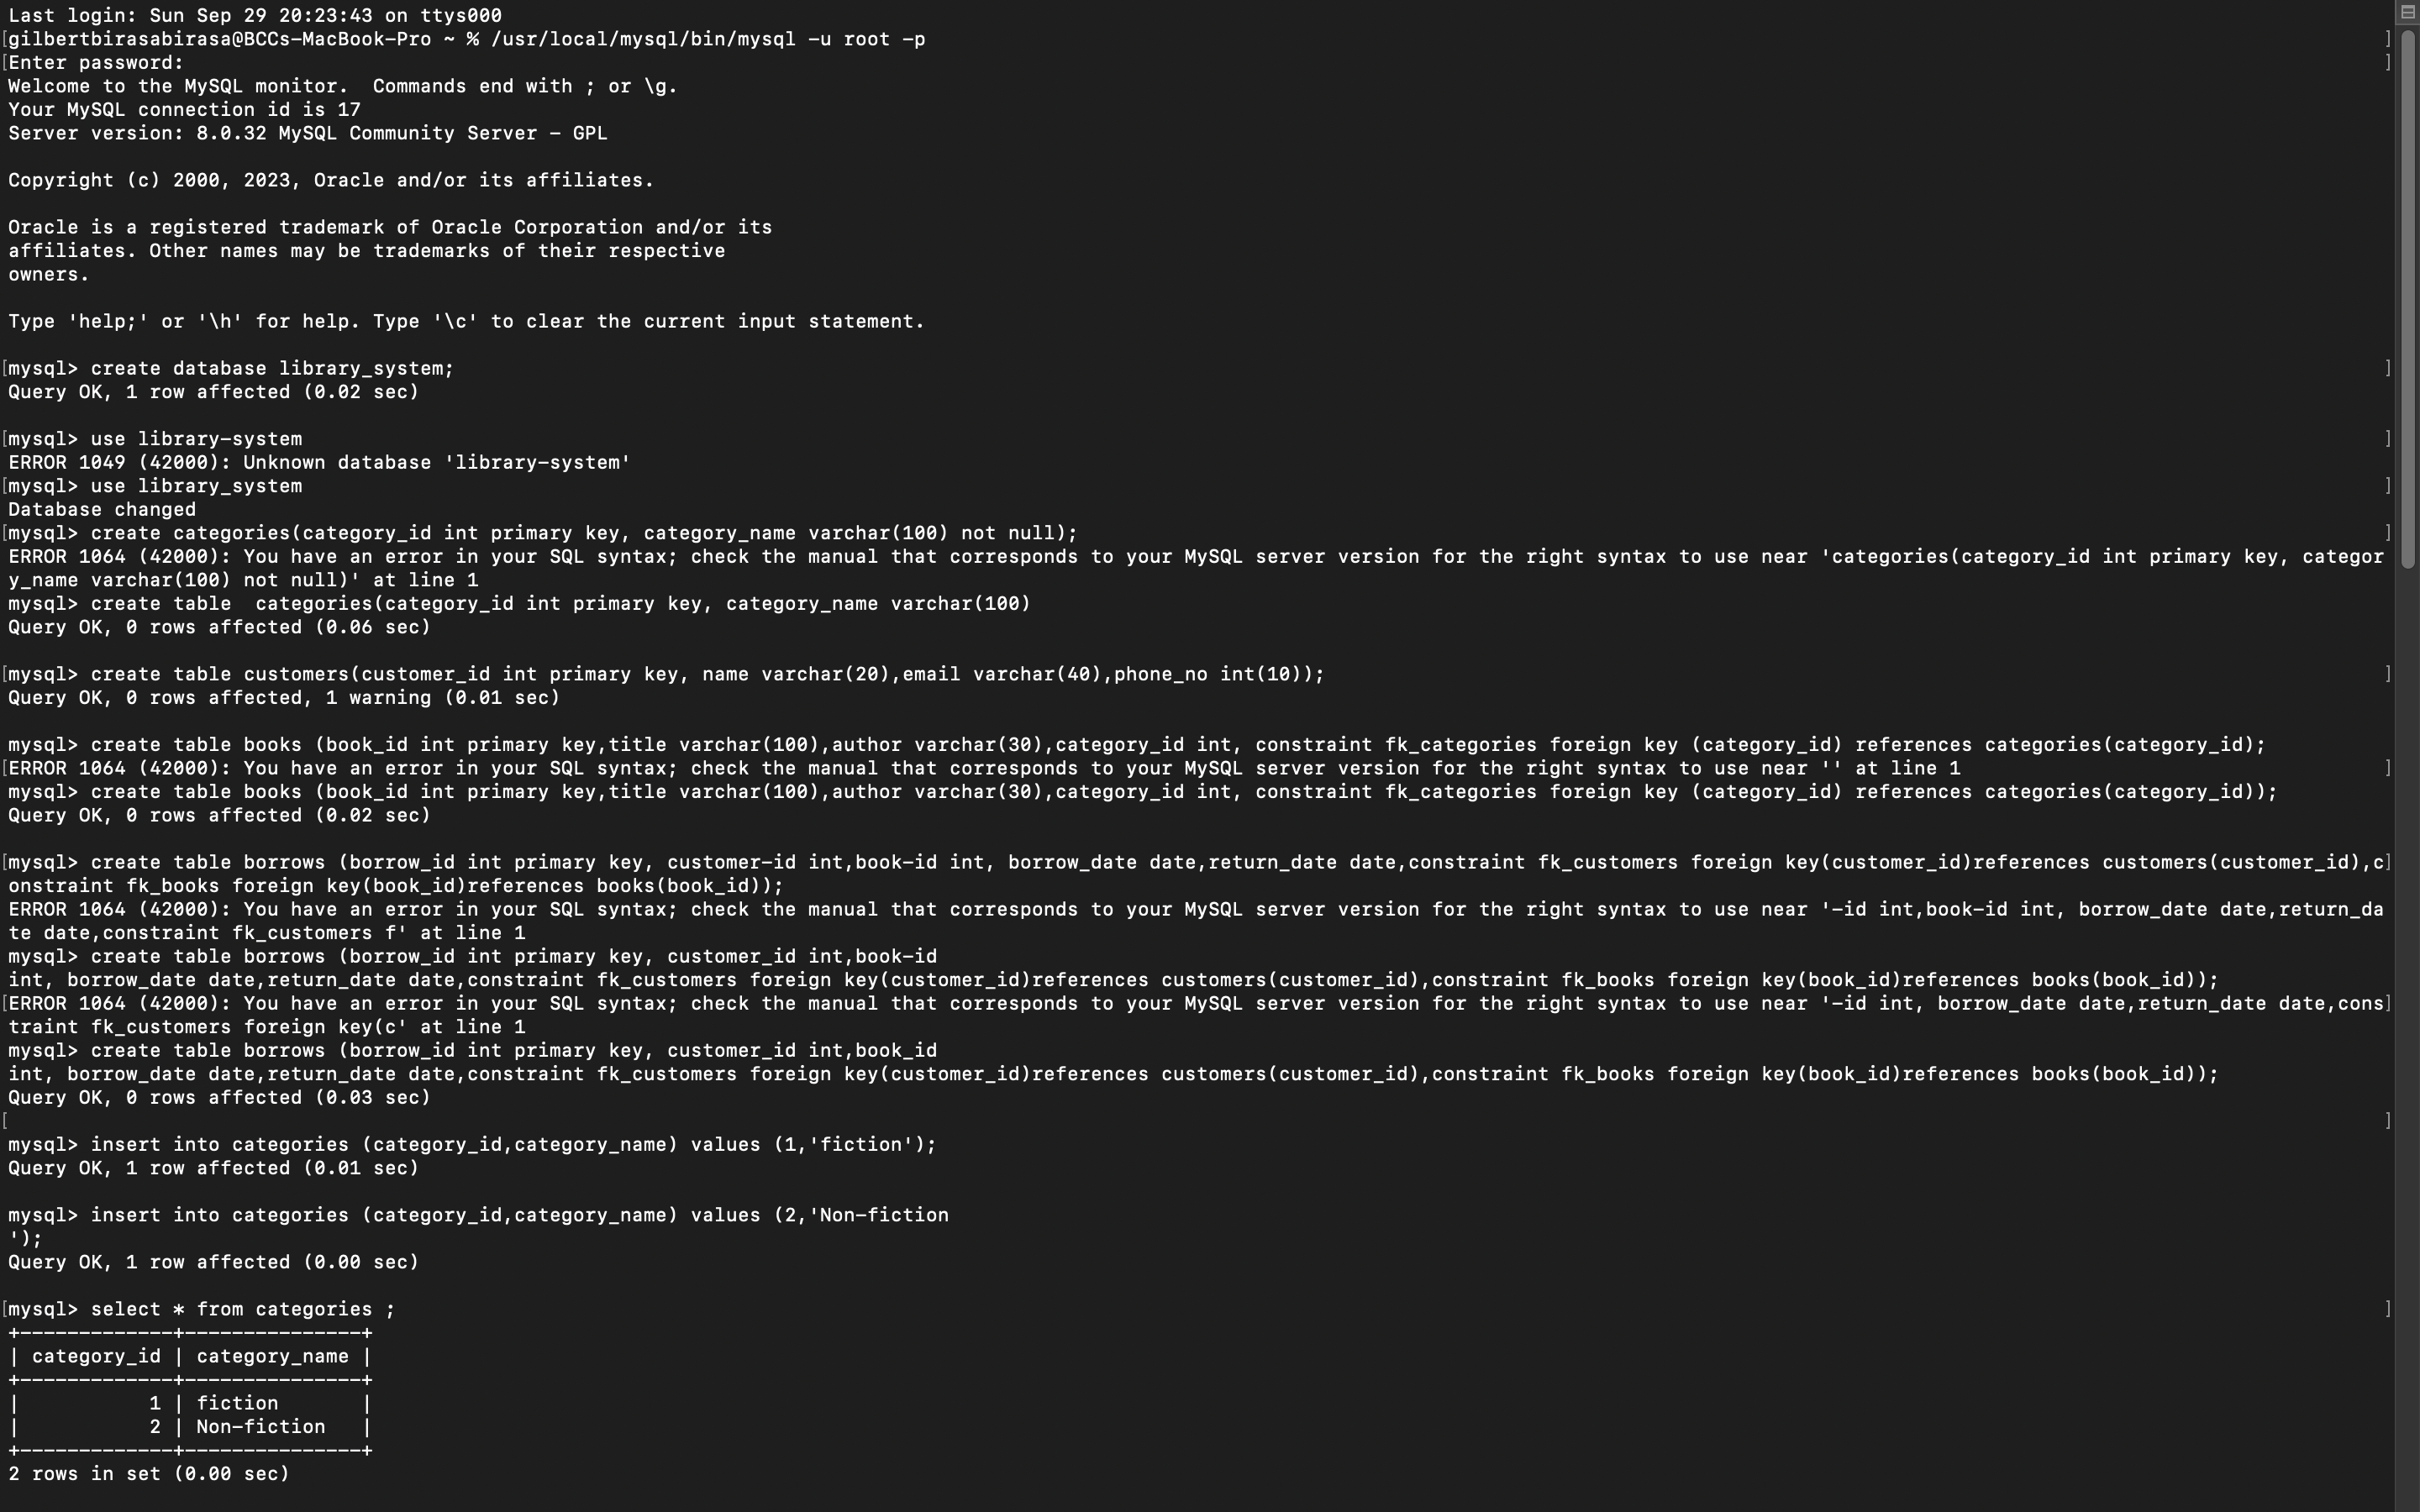 Last login: Sun Sep 29 20:23:43 on ttys000
[gilbertbirasabirasa@BCCs-MacBook-Pro ~ % /usr/local/mysql/bin/mysql -u root -p ]
[Enter password: ]
Welcome to the MySQL monitor.  Commands end with ; or \g.
Your MySQL connection id is 17
Server version: 8.0.32 MySQL Community Server - GPL
Copyright (c) 2000, 2023, Oracle and/or its affiliates.
Oracle is a registered trademark of Oracle Corporation and/or its
affiliates. Other names may be trademarks of their respective
owners.
Type 'help;' or '\h' for help. Type '\c' to clear the current input statement.
[mysql> create database library_system; ]
Query OK, 1 row affected (0.02 sec)
[mysql> use library-system ]
ERROR 1049 (42000): Unknown database 'library-system'
[mysql> use library_system ]
Database changed
[mysql> create categories(category_id int primary key, category_name varchar(100) not null); ]
ERROR 1064 (42000): You have an error in your SQL syntax; check the manual that corresponds to your MySQL server version for the right syntax to use near 'categories(category_id int primary key, categor
y_name varchar(100) not null)' at line 1
mysql> create table  categories(category_id int primary key, category_name varchar(100)
Query OK, 0 rows affected (0.06 sec)
[mysql> create table customers(customer_id int primary key, name varchar(20),email varchar(40),phone_no int(10)); ]
Query OK, 0 rows affected, 1 warning (0.01 sec)
mysql> create table books (book_id int primary key,title varchar(100),author varchar(30),category_id int, constraint fk_categories foreign key (category_id) references categories(category_id);
[ERROR 1064 (42000): You have an error in your SQL syntax; check the manual that corresponds to your MySQL server version for the right syntax to use near '' at line 1 ]
mysql> create table books (book_id int primary key,title varchar(100),author varchar(30),category_id int, constraint fk_categories foreign key (category_id) references categories(category_id));
Query OK, 0 rows affected (0.02 sec)
[mysql> create table borrows (borrow_id int primary key, customer-id int,book-id int, borrow_date date,return_date date,constraint fk_customers foreign key(customer_id)references customers(customer_id),c]
onstraint fk_books foreign key(book_id)references books(book_id));
ERROR 1064 (42000): You have an error in your SQL syntax; check the manual that corresponds to your MySQL server version for the right syntax to use near '-id int,book-id int, borrow_date date,return_da
te date,constraint fk_customers f' at line 1
mysql> create table borrows (borrow_id int primary key, customer_id int,book-id
int, borrow_date date,return_date date,constraint fk_customers foreign key(customer_id)references customers(customer_id),constraint fk_books foreign key(book_id)references books(book_id));
[ERROR 1064 (42000): You have an error in your SQL syntax; check the manual that corresponds to your MySQL server version for the right syntax to use near '-id int, borrow_date date,return_date date,cons]
traint fk_customers foreign key(c' at line 1
mysql> create table borrows (borrow_id int primary key, customer_id int,book_id
int, borrow_date date,return_date date,constraint fk_customers foreign key(customer_id)references customers(customer_id),constraint fk_books foreign key(book_id)references books(book_id));
Query OK, 0 rows affected (0.03 sec)
[ ]
mysql> insert into categories (category_id,category_name) values (1,'fiction');
Query OK, 1 row affected (0.01 sec)
mysql> insert into categories (category_id,category_name) values (2,'Non-fiction
');
Query OK, 1 row affected (0.00 sec)
[mysql> select * from categories ; ]
+-------------+---------------+
| category_id | category_name |
+-------------+---------------+
|           1 | fiction       |
|           2 | Non-fiction   |
+-------------+---------------+
2 rows in set (0.00 sec)